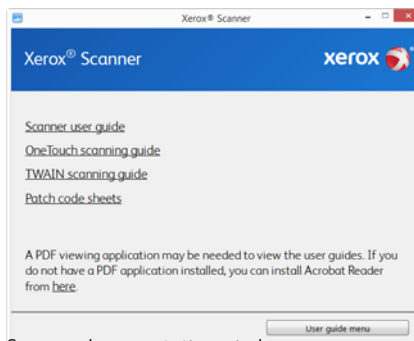 Xerox® Scanner
Xerox® Scanner
xerox
Scanner user guide
OneTouch scanning guide
TWAIN scanning guide
Patch code sheets
A PDF viewing application may be needed to view the user guides. If you
do not have a PDF application installed, you can install Acrobat Reader
from here.
User guide menu